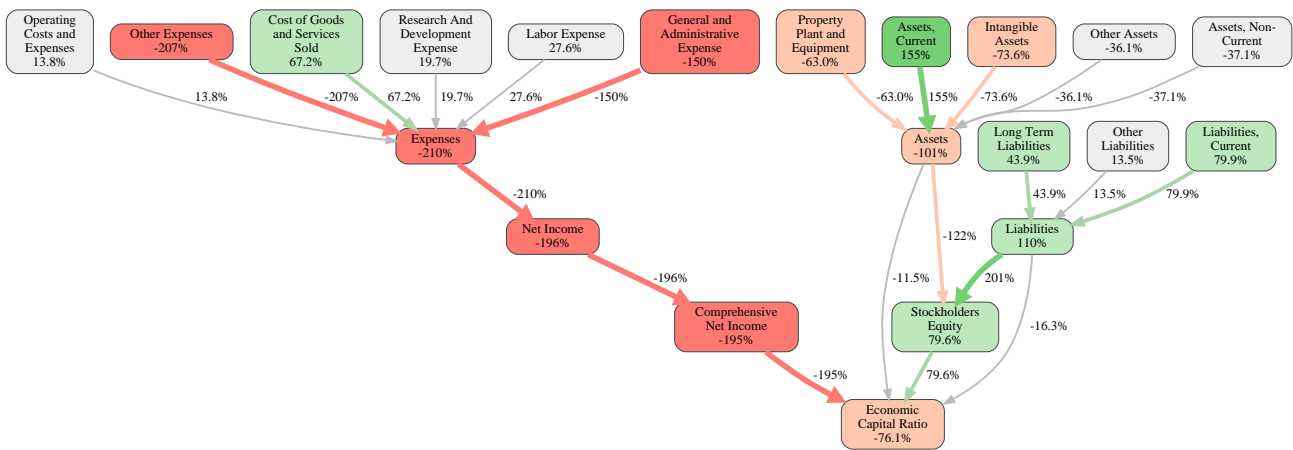 Operating
Costs and
Expenses
13.8%
Other Expenses
-207%
Cost of Goods
and Services
Sold
67.2%
Research And
Development
Expense
19.7%
Labor Expense
27.6%
General and
Administrative
Expense
-150%
Property
Plant and
Equipment
-63.0%
Assets,
Current
155%
Intangible
Assets
-73.6%
Other Assets
-36.1%
Assets, Non-
Current
-37.1%
13.8%
-207%
67.2%
19.7%
27.6%
-150%
-63.0%
155%
-73.6%
-36.1%
-37.1%
Expenses
-210%
Assets
-101%
Long Term
Liabilities
43.9%
Other
Liabilities
13.5%
Liabilities,
Current
79.9%
-210%
43.9%
13.5%
79.9%
Net Income
-196%
-122%
Liabilities
110%
-196%
-11.5%
201%
Comprehensive
Net Income
-195%
Stockholders
Equity
79.6%
-16.3%
-195%
79.6%
Economic
Capital Ratio
-76.1%